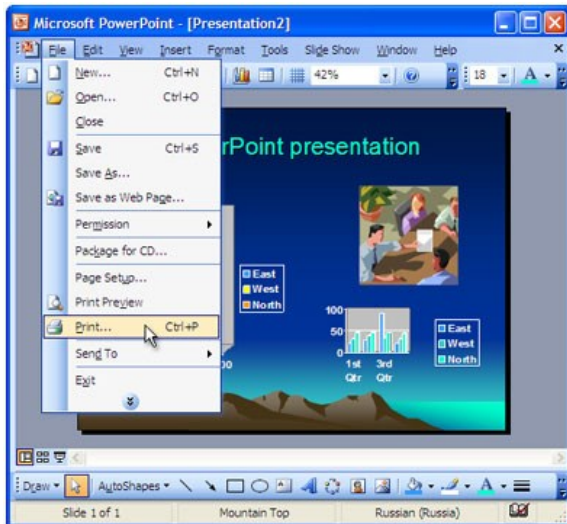 Microsoft PowerPoint - [Presentation2]
File Edit View Insert Format Tools Slide Show Window Help
42% 18 A
New... Ctrl+N
Open... Ctrl+O
Close
Save Ctrl+S
Save As...
Save as Web Page...
Permission
Package for CD...
Page Setup...
Print Preview
Print... Ctrl+P
Send To
Exit
rPoint presentation
East
West
North
00
100
50
0
1st 3rd
Qtr Qtr
East
West
North
Draw AutoShapes A
Slide 1 of 1 Mountain Top Russian (Russia)